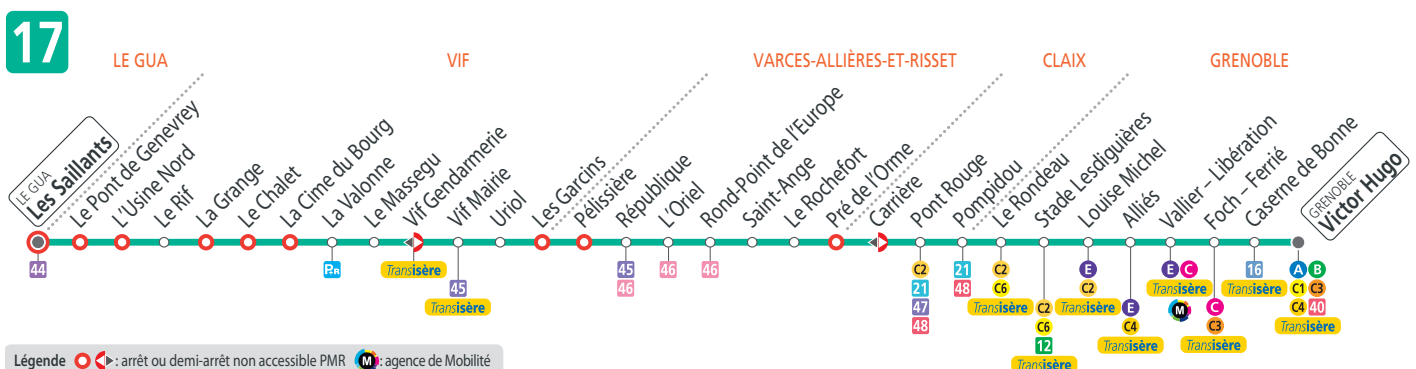 17
LE GUA
VIF
VARCES-ALLIÈRES-ET-RISSET
CLAIX
GRENOBLE
LE GUA
Les Saillants
Le Pont de Genevrey
L'Usine Nord
Le Rif
La Grange
Le Chalet
La Cime du Bourg
La Valonne
Le Massegu
Vif Gendarmerie
Vif Mairie
Uriol
Les Garcins
Pélissière
République
L'Oriel
Rond-Point de l'Europe
Saint-Ange
Le Rochefort
Pré de l'Orme
Carrière
Pont Rouge
Pompidou
Le Rondeau
Stade Lesdiguières
Louise Michel
Alliés
Vallier – Libération
Foch – Ferrié
Caserne de Bonne
GRENOBLE
Victor Hugo
44
P+R
Transisère
45
Transisère
45
46
46
46
C2
21
47
48
21
48
C2
C6
Transisère
C2
C6
12
Transisère
E
C2
Transisère
E
C4
Transisère
E C
Transisère
M
C
C3
Transisère
16
Transisère
A B
C1 C3
C4 40
Transisère
Légende : arrêt ou demi-arrêt non accessible PMR M : agence de Mobilité